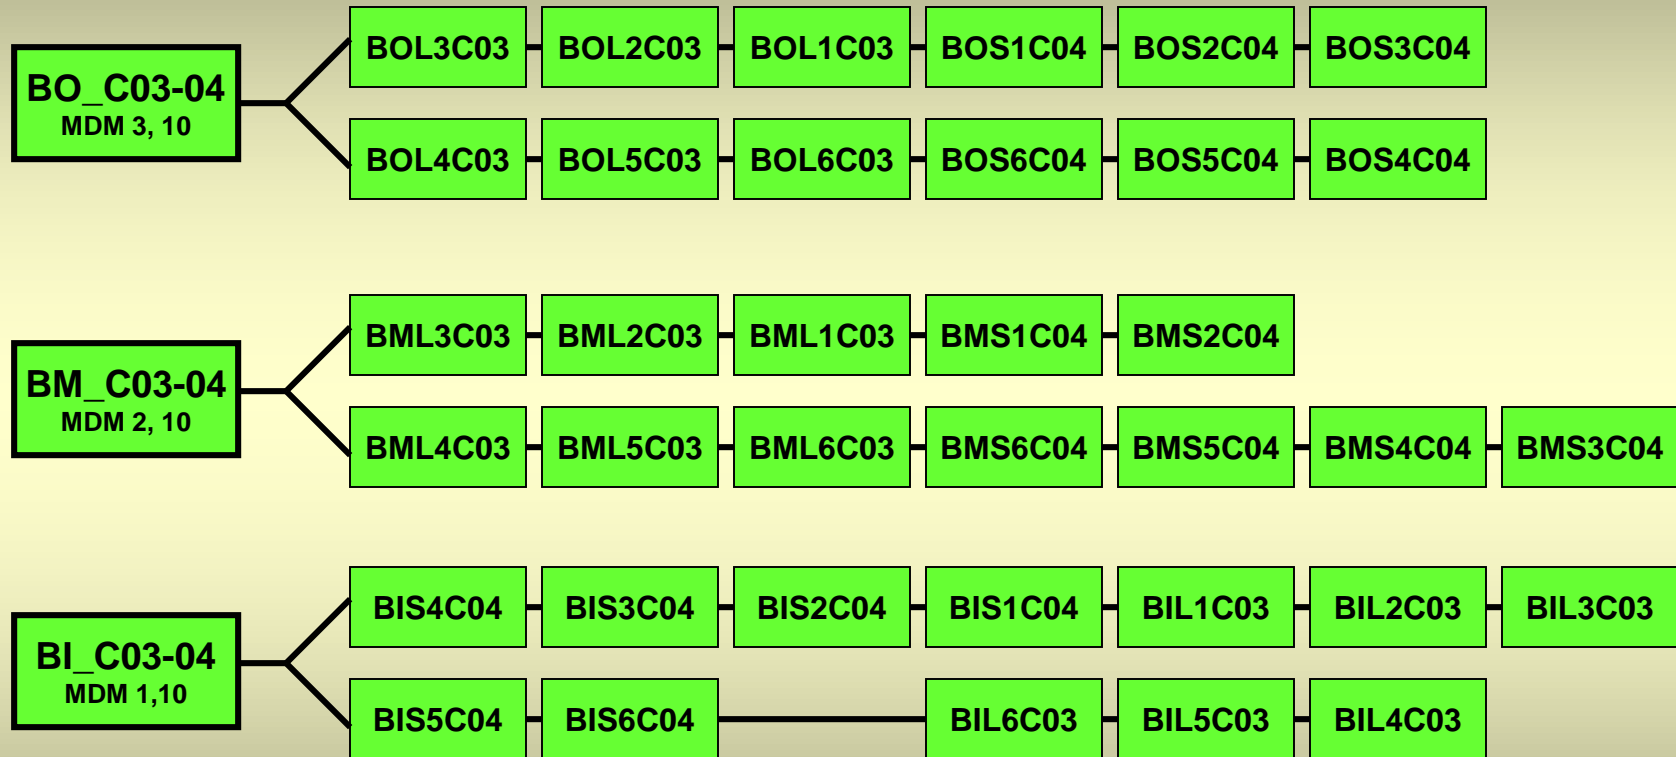 BOL3C03 BOL2C03 BOL1C03 BOS1C04 BOS2C04 BOS3C04
BO_C03-04
MDM 3, 10
BOL4C03 BOL5C03 BOL6C03 BOS6C04 BOS5C04 BOS4C04
BML3C03 BML2C03 BML1C03 BMS1C04 BMS2C04
BM_C03-04
MDM 2, 10
BML4C03 BML5C03 BML6C03 BMS6C04 BMS5C04 BMS4C04 BMS3C04
BIS4C04 BIS3C04 BIS2C04 BIS1C04 BIL1C03 BIL2C03 BIL3C03
BI_C03-04
MDM 1,10
BIS5C04 BIS6C04 BIL6C03 BIL5C03 BIL4C03